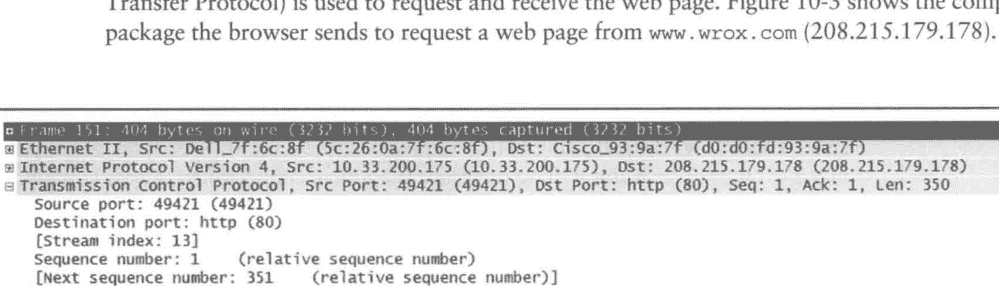 Transfer Protocol) is used to request and receive the web page. Figure 10-3 shows the comp
package the browser sends to request a web page from www.wrox.com (208.215.179.178).
Frame 151: 404 bytes on wire (3232 bits), 404 bytes captured (3232 bits)
Ethernet II, Src: Dell_7f:6c:8f (5c:26:0a:7f:6c:8f), Dst: Cisco_93:9a:7f (d0:d0:fd:93:9a:7f)
Internet Protocol Version 4, Src: 10.33.200.175 (10.33.200.175), Dst: 208.215.179.178 (208.215.179.178)
Transmission Control Protocol, Src Port: 49421 (49421), Dst Port: http (80), Seq: 1, Ack: 1, Len: 350
Source port: 49421 (49421)
Destination port: http (80)
[Stream index: 13]
Sequence number: 1 (relative sequence number)
[Next sequence number: 351 (relative sequence number)]